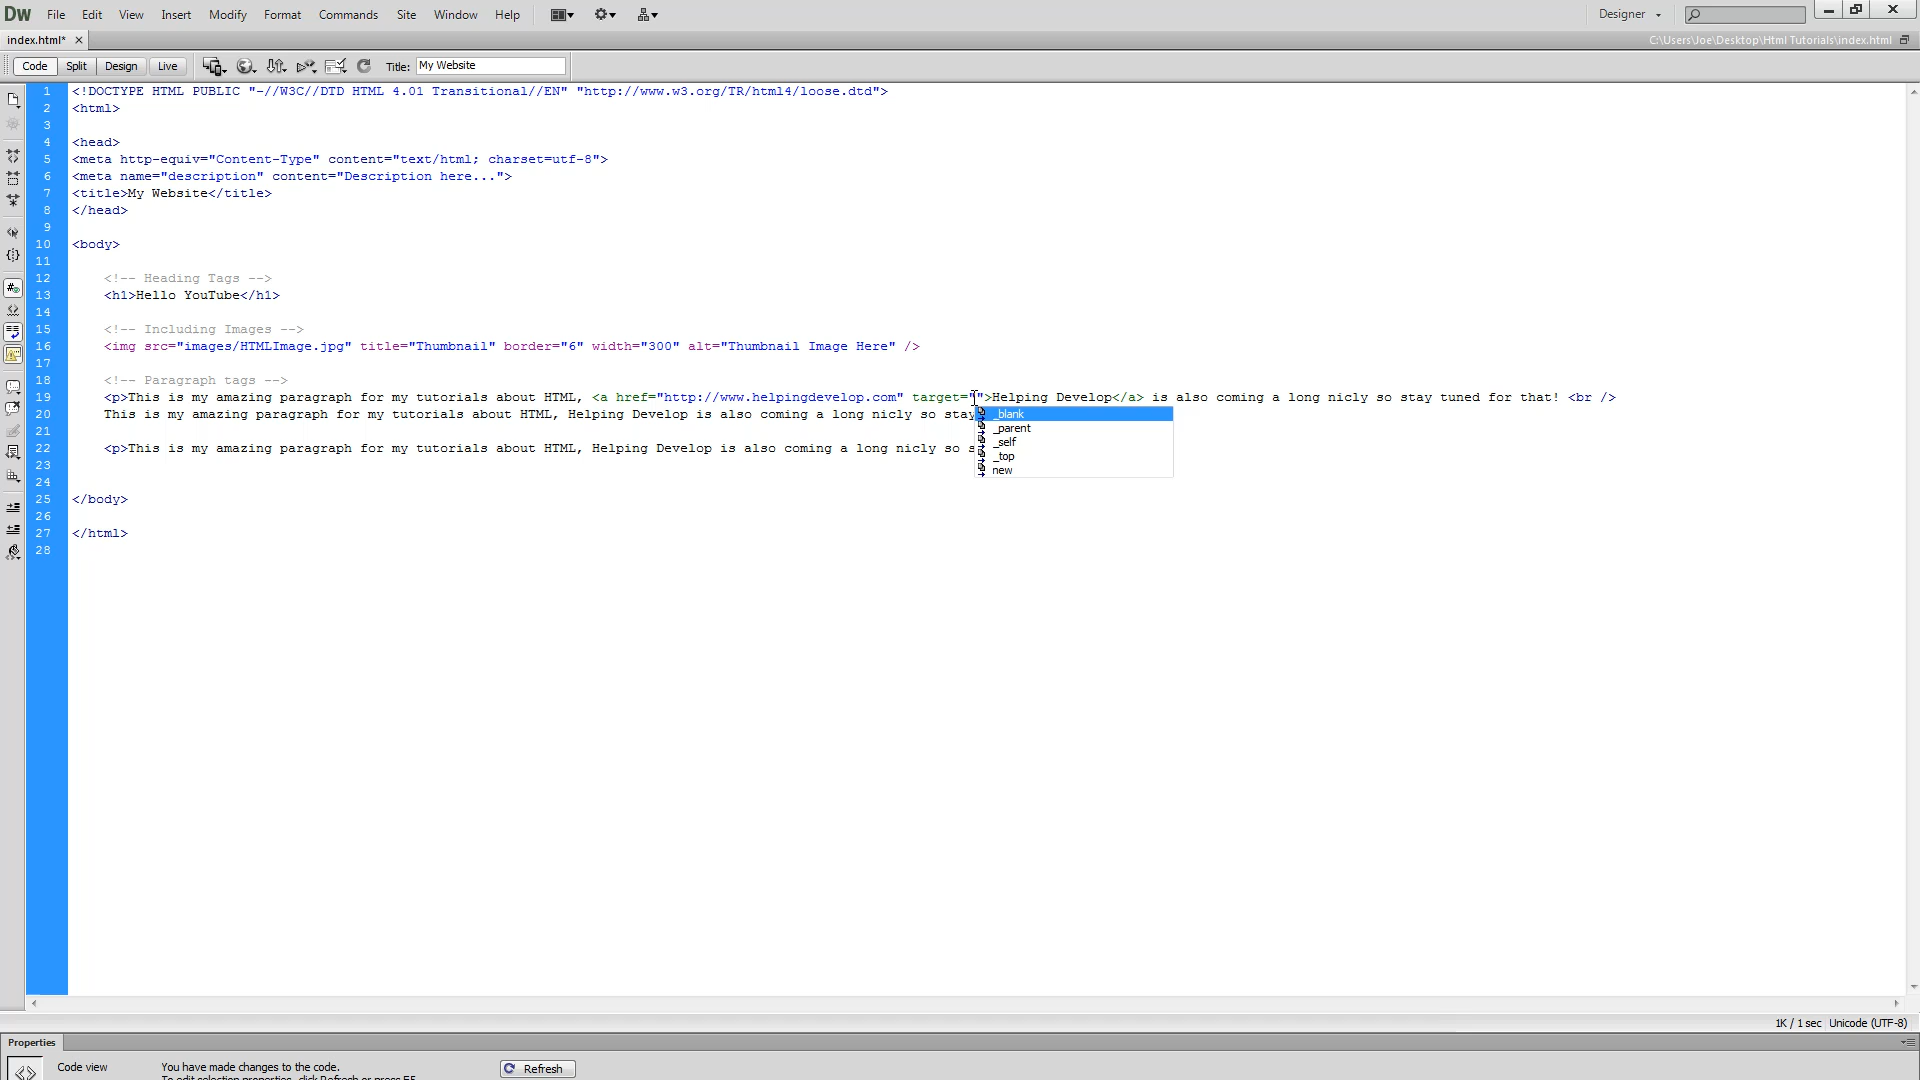 Dw File Edit View Insert Modify Format Commands Site Window Help Designer
index.html* × C:\Users\Joe\Desktop\Html Tutorials\index.html
Code Split Design Live Title: My Website
1 <!DOCTYPE HTML PUBLIC "-//W3C//DTD HTML 4.01 Transitional//EN" "http://www.w3.org/TR/html4/loose.dtd">
2 <html>
3
4 <head>
5 <meta http-equiv="Content-Type" content="text/html; charset=utf-8">
6 <meta name="description" content="Description here...">
7 <title>My Website</title>
8 </head>
9
10 <body>
11
12 <!-- Heading Tags -->
13 <h1>Hello YouTube</h1>
14
15 <!-- Including Images -->
16 <img src="images/HTMLImage.jpg" title="Thumbnail" border="6" width="300" alt="Thumbnail Image Here" />
17
18 <!-- Paragraph tags -->
19 <p>This is my amazing paragraph for my tutorials about HTML, <a href="http://www.helpingdevelop.com" target="">Helping Develop</a> is also coming a long nicly so stay tuned for that! <br />
20 This is my amazing paragraph for my tutorials about HTML, Helping Develop is also coming a long nicly so stay
_blank
_parent
21
_self
22 <p>This is my amazing paragraph for my tutorials about HTML, Helping Develop is also coming a long nicly so s
_top
new
23
24
25 </body>
26
27 </html>
28
1K / 1 sec Unicode (UTF-8)
Properties
Code view You have made changes to the code. Refresh
To edit selection properties, click Refresh or press F5.